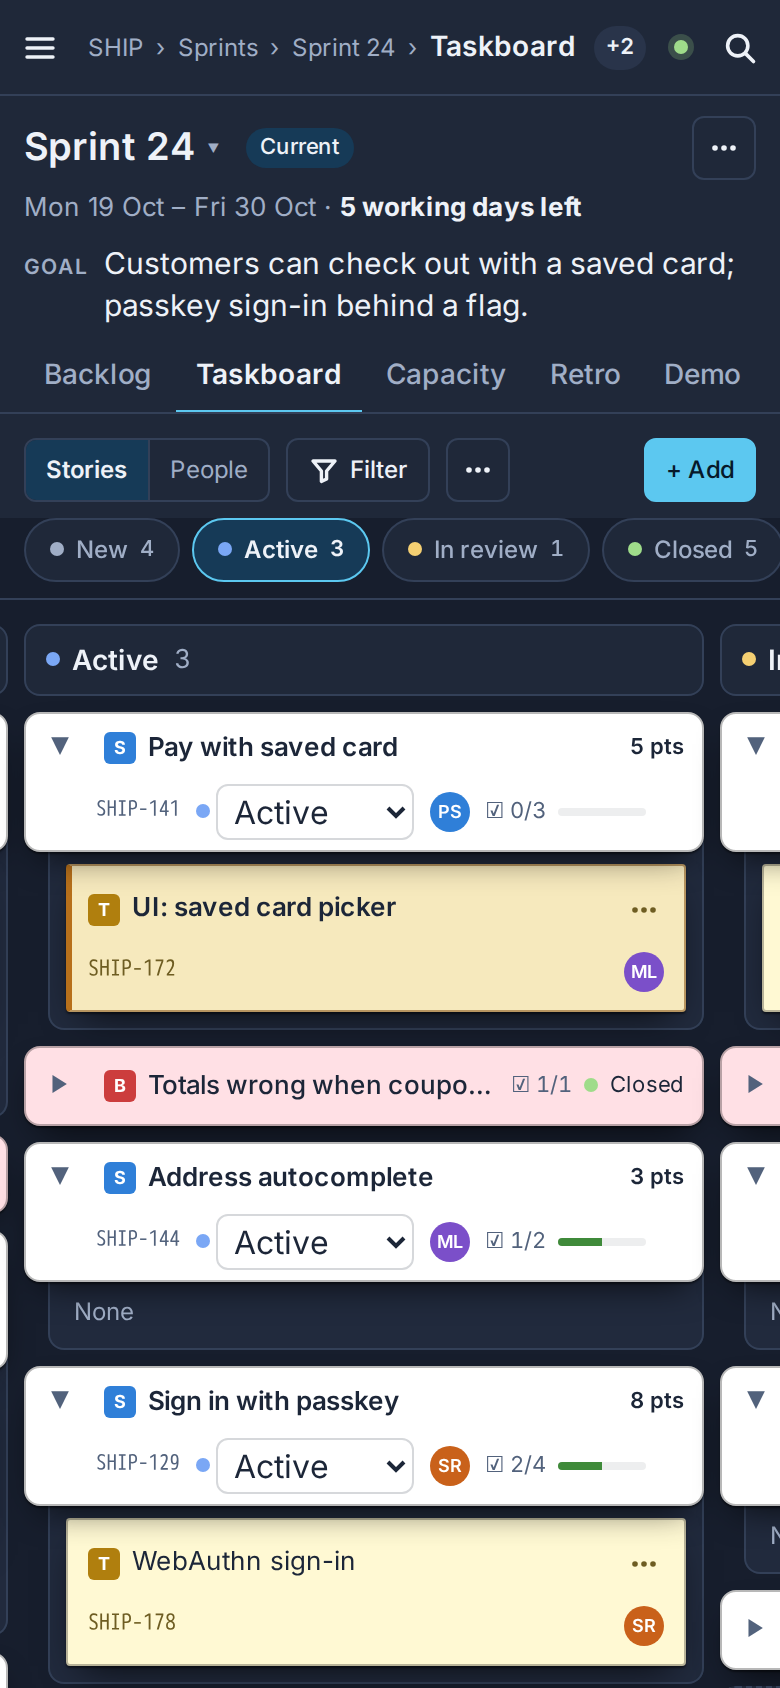 SHIP › Sprints › Sprint 24 › Taskboard +2
Sprint 24 ▾ Current ···
Mon 19 Oct – Fri 30 Oct · 5 working days left
GOAL Customers can check out with a saved card;
passkey sign-in behind a flag.
Backlog Taskboard Capacity Retro Demo
Stories People Filter ··· + Add
New 4 Active 3 In review 1 Closed 5
Active 3
S Pay with saved card 5 pts
SHIP-141 Active PS ☑ 0/3
T UI: saved card picker ···
SHIP-172 ML
B Totals wrong when coupo... ☑ 1/1 Closed
S Address autocomplete 3 pts
SHIP-144 Active ML ☑ 1/2
None
S Sign in with passkey 8 pts
SHIP-129 Active SR ☑ 2/4
T WebAuthn sign-in ···
SHIP-178 SR